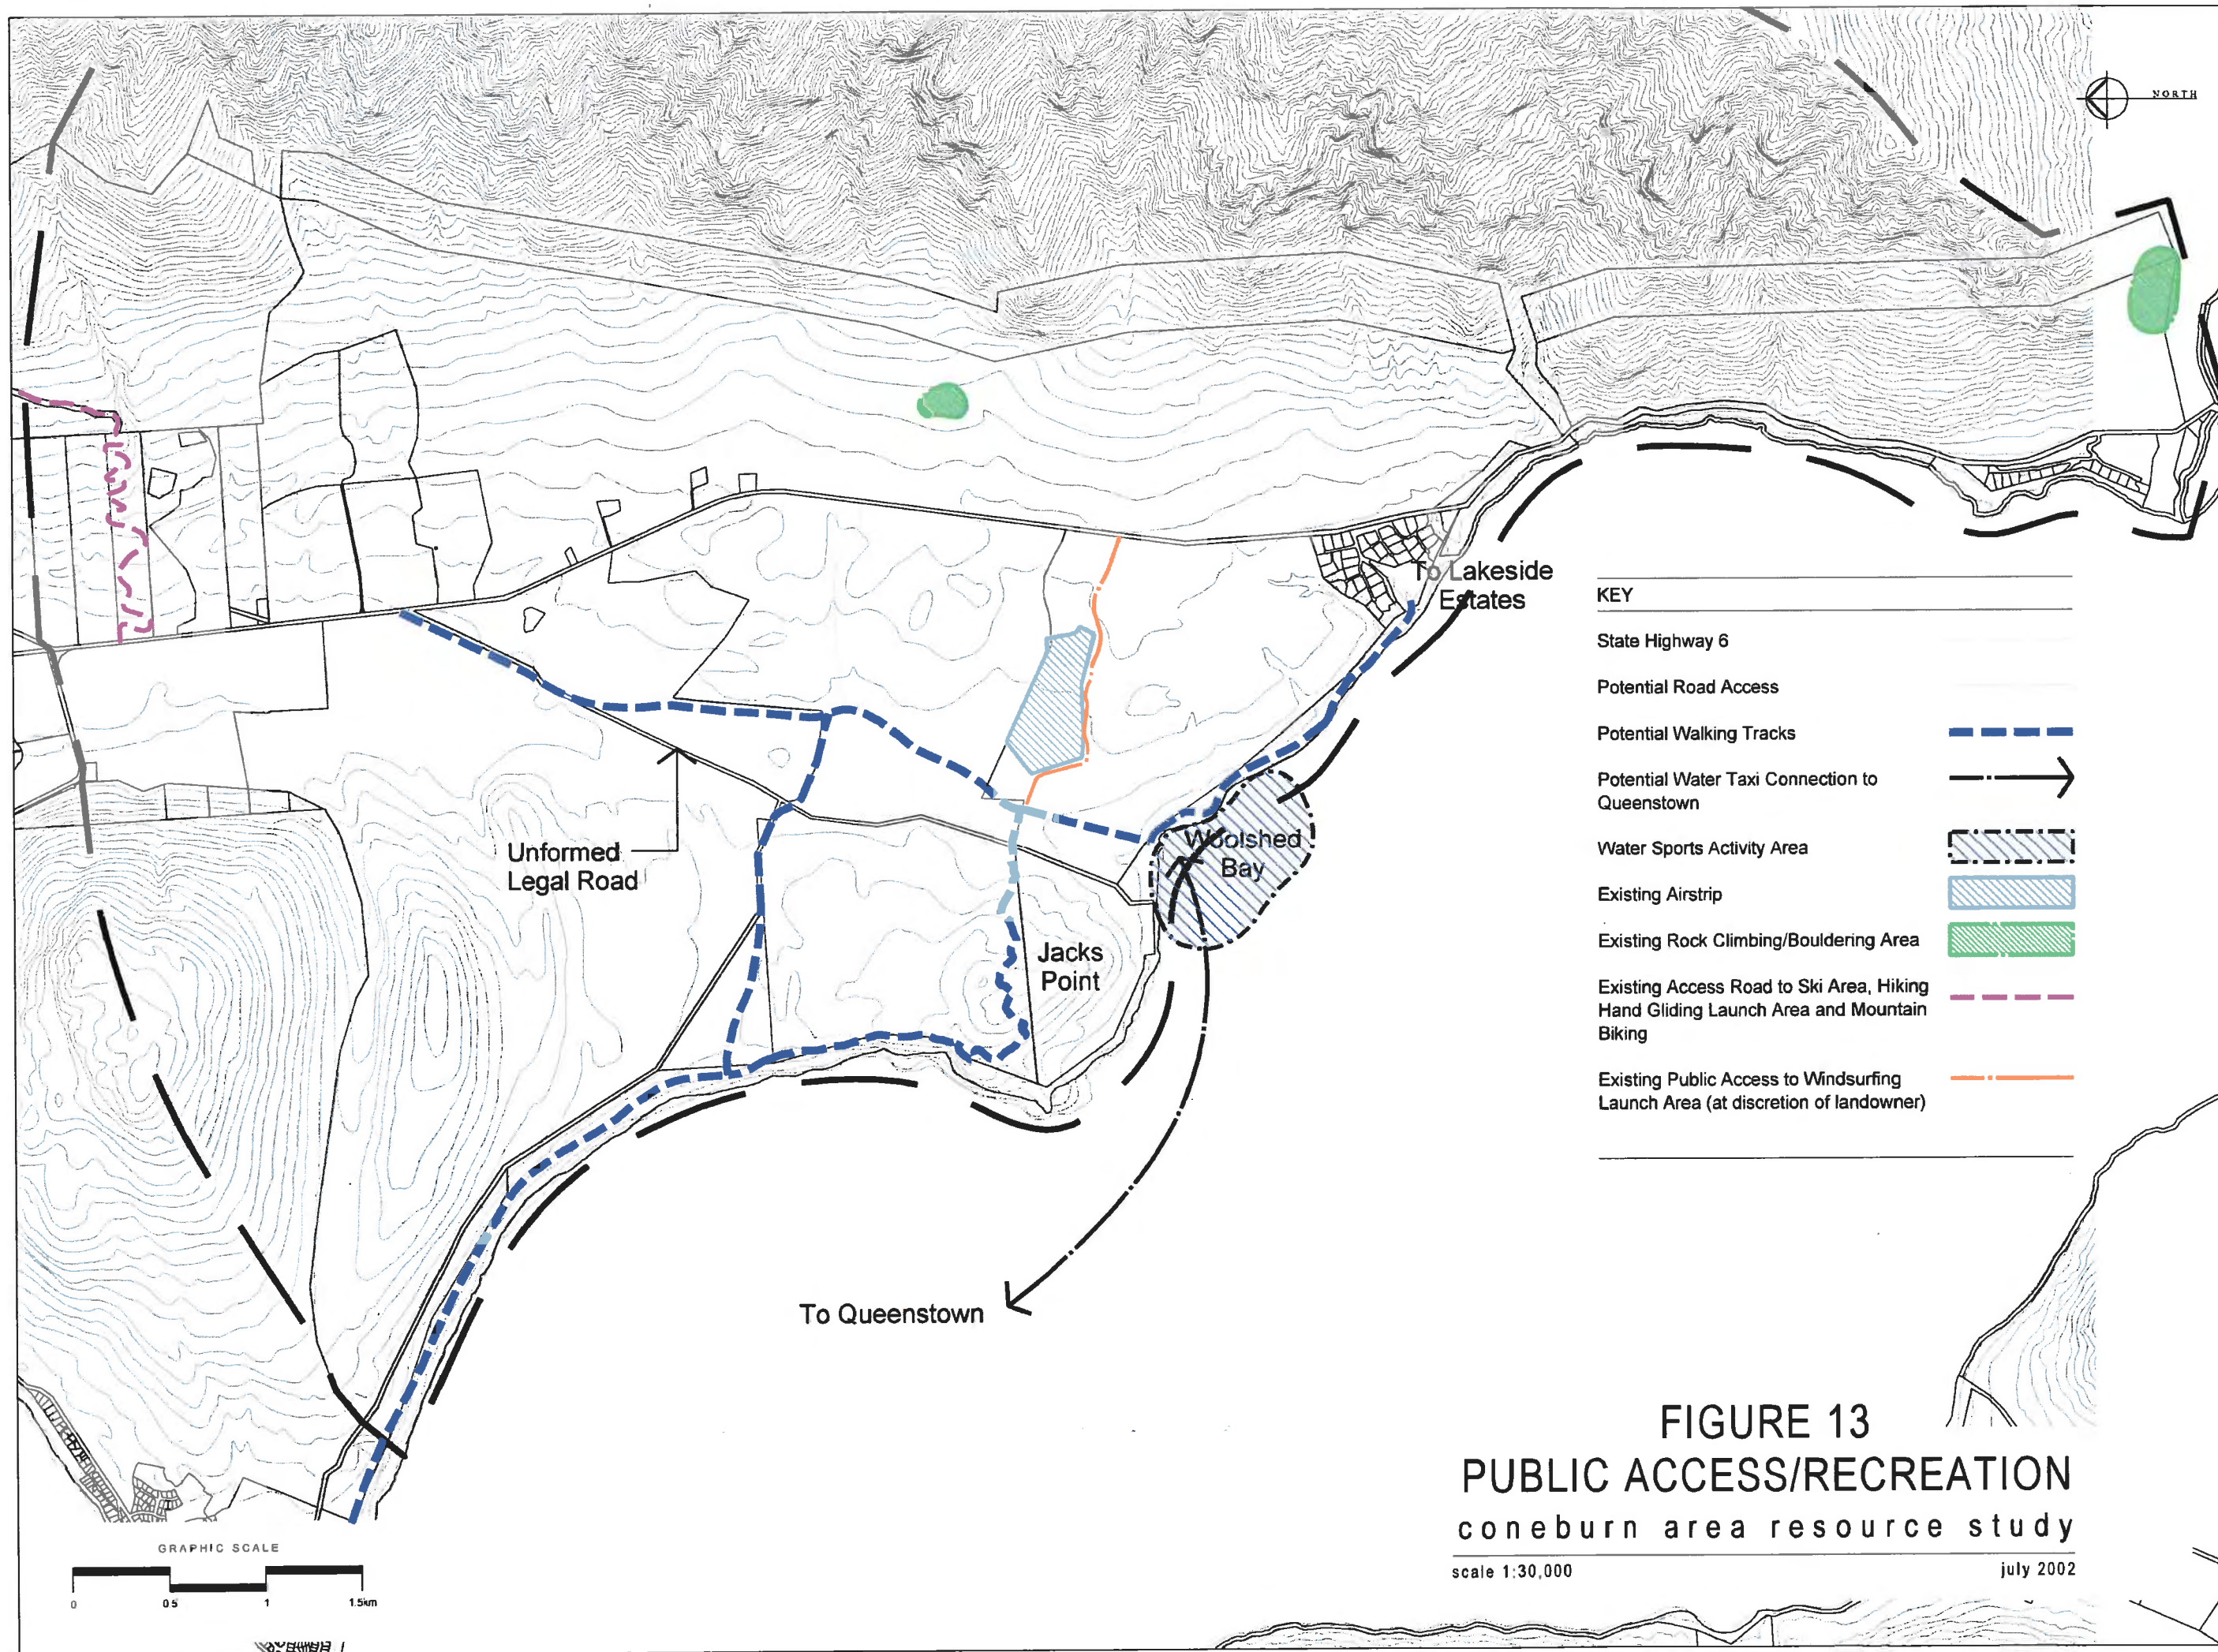 NORTH
To Lakeside
Estates
Woolshed
Bay
Unformed
Legal Road
Jacks
Point
To Queenstown
KEY
State Highway 6
Potential Road Access
Potential Walking Tracks
Potential Water Taxi Connection to
Queenstown
Water Sports Activity Area
Existing Airstrip
Existing Rock Climbing/Bouldering Area
Existing Access Road to Ski Area, Hiking
Hand Gliding Launch Area and Mountain
Biking
Existing Public Access to Windsurfing
Launch Area (at discretion of landowner)
FIGURE 13
PUBLIC ACCESS/RECREATION
coneburn area resource study
scale 1:30,000 july 2002
GRAPHIC SCALE
0 0.5 1 1.5km